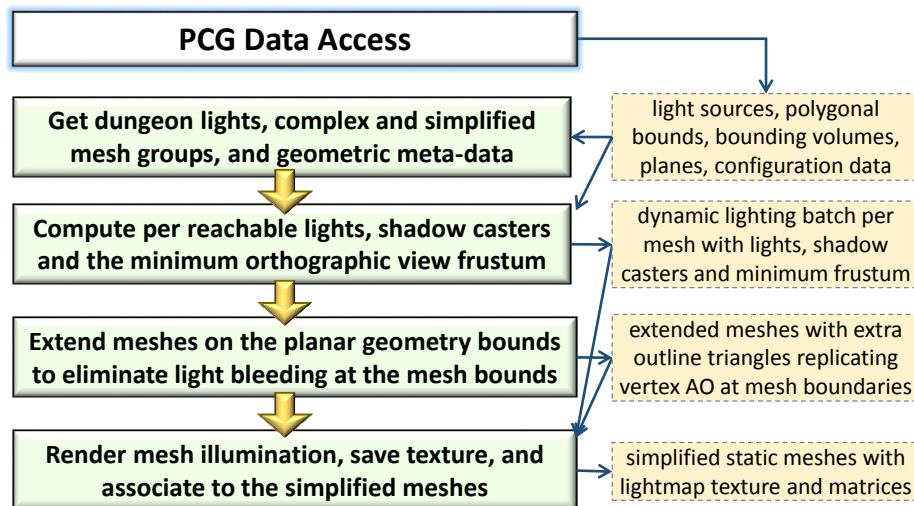 PCG Data Access
Get dungeon lights, complex and simplified
mesh groups, and geometric meta-data
light sources, polygonal
bounds, bounding volumes,
planes, configuration data
Compute per reachable lights, shadow casters
and the minimum orthographic view frustum
dynamic lighting batch per
mesh with lights, shadow
casters and minimum frustum
Extend meshes on the planar geometry bounds
to eliminate light bleeding at the mesh bounds
extended meshes with extra
outline triangles replicating
vertex AO at mesh boundaries
Render mesh illumination, save texture, and
associate to the simplified meshes
simplified static meshes with
lightmap texture and matrices